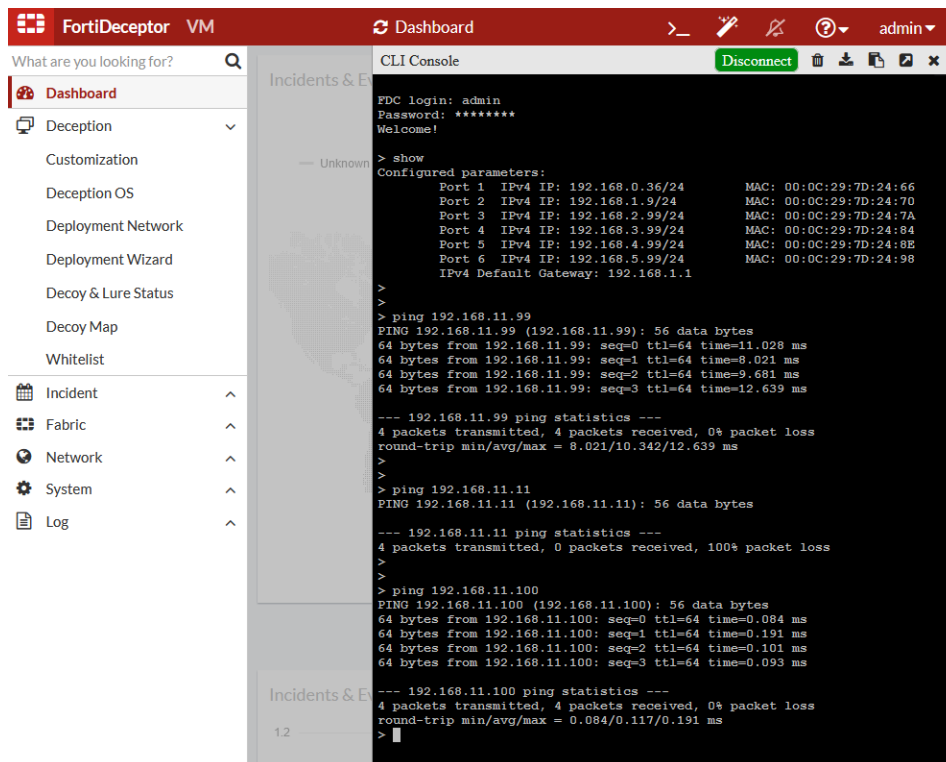 FortiDeceptor VM
Dashboard
>_
admin
What are you looking for?
Dashboard
Deception
Customization
Deception OS
Deployment Network
Deployment Wizard
Decoy & Lure Status
Decoy Map
Whitelist
Incident
Fabric
Network
System
Log
Incidents & Ev
Unknown
Incidents & Ev
1.2
CLI Console
Disconnect
FDC login: admin
Password: ********
Welcome!
> show
Configured parameters:
Port 1 IPv4 IP: 192.168.0.36/24 MAC: 00:0C:29:7D:24:66
Port 2 IPv4 IP: 192.168.1.9/24 MAC: 00:0C:29:7D:24:70
Port 3 IPv4 IP: 192.168.2.99/24 MAC: 00:0C:29:7D:24:7A
Port 4 IPv4 IP: 192.168.3.99/24 MAC: 00:0C:29:7D:24:84
Port 5 IPv4 IP: 192.168.4.99/24 MAC: 00:0C:29:7D:24:8E
Port 6 IPv4 IP: 192.168.5.99/24 MAC: 00:0C:29:7D:24:98
IPv4 Default Gateway: 192.168.1.1
>
>
> ping 192.168.11.99
PING 192.168.11.99 (192.168.11.99): 56 data bytes
64 bytes from 192.168.11.99: seq=0 ttl=64 time=11.028 ms
64 bytes from 192.168.11.99: seq=1 ttl=64 time=8.021 ms
64 bytes from 192.168.11.99: seq=2 ttl=64 time=9.681 ms
64 bytes from 192.168.11.99: seq=3 ttl=64 time=12.639 ms
--- 192.168.11.99 ping statistics ---
4 packets transmitted, 4 packets received, 0% packet loss
round-trip min/avg/max = 8.021/10.342/12.639 ms
>
>
> ping 192.168.11.11
PING 192.168.11.11 (192.168.11.11): 56 data bytes
--- 192.168.11.11 ping statistics ---
4 packets transmitted, 0 packets received, 100% packet loss
>
>
> ping 192.168.11.100
PING 192.168.11.100 (192.168.11.100): 56 data bytes
64 bytes from 192.168.11.100: seq=0 ttl=64 time=0.084 ms
64 bytes from 192.168.11.100: seq=1 ttl=64 time=0.191 ms
64 bytes from 192.168.11.100: seq=2 ttl=64 time=0.101 ms
64 bytes from 192.168.11.100: seq=3 ttl=64 time=0.093 ms
--- 192.168.11.100 ping statistics ---
4 packets transmitted, 4 packets received, 0% packet loss
round-trip min/avg/max = 0.084/0.117/0.191 ms
>